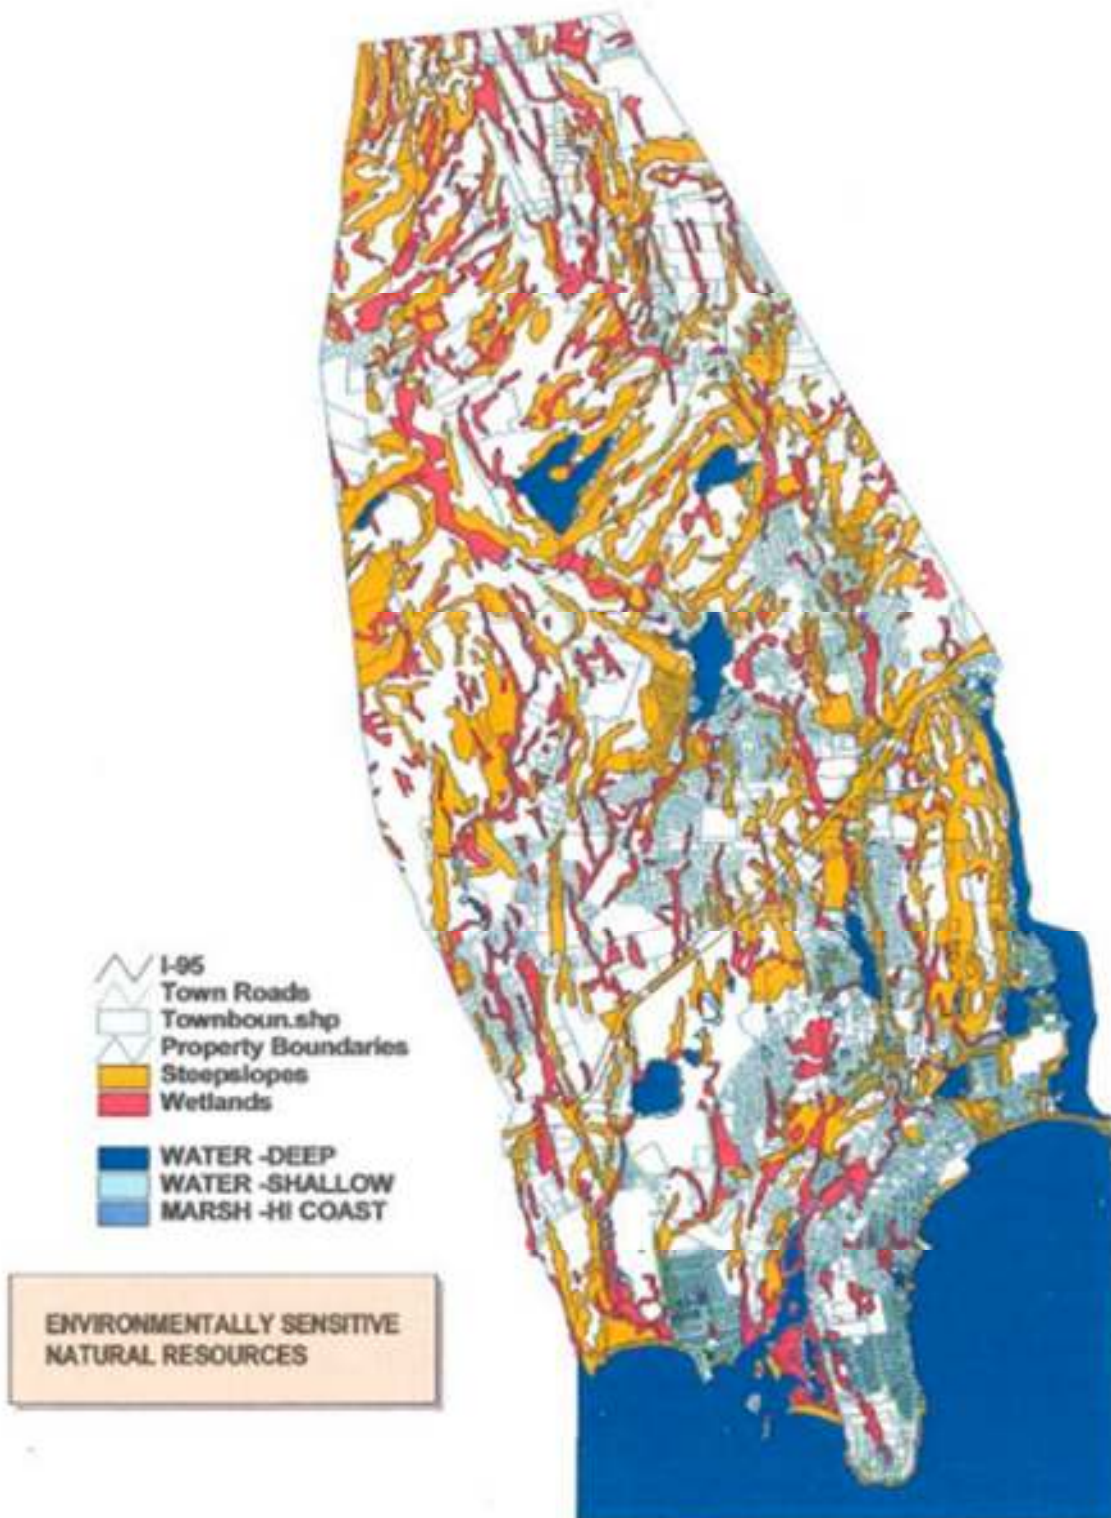 I-95
Town Roads
Townboun.shp
Property Boundaries
Steepslopes
Wetlands
WATER -DEEP
WATER -SHALLOW
MARSH -HI COAST
ENVIRONMENTALLY SENSITIVE
NATURAL RESOURCES